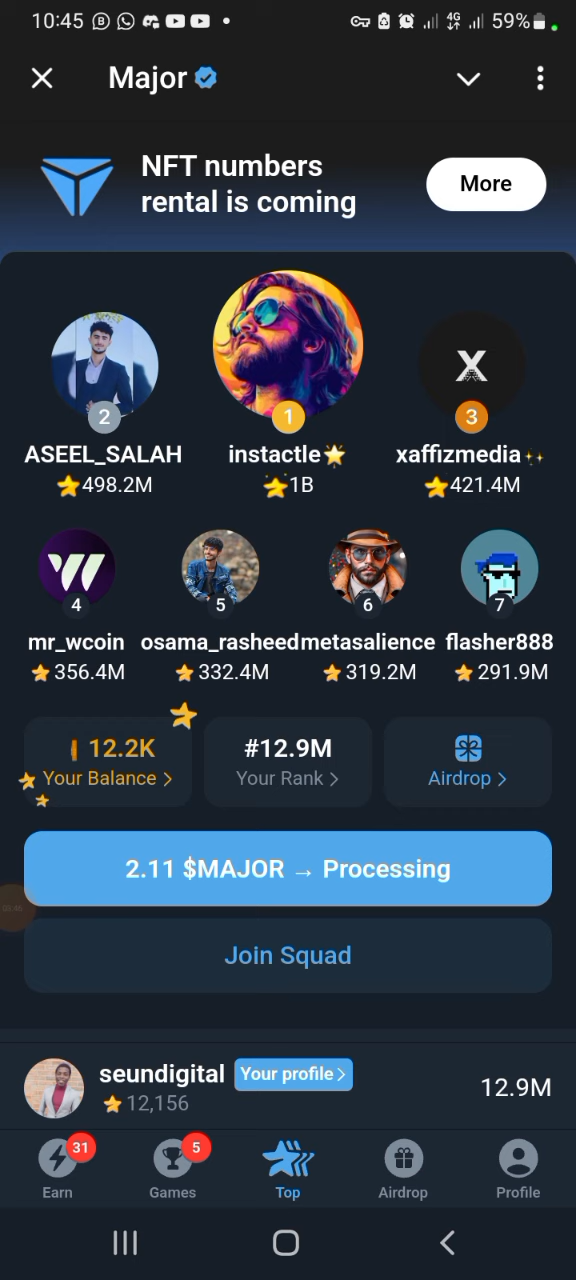 10:45
4G
59%
Major
NFT numbers
rental is coming
More
X
2
1
3
ASEEL_SALAH
instactle🌟
xaffizmedia✨
⭐498.2M
⭐1B
⭐421.4M
W
4
5
6
7
mr_wcoin
osama_rasheed
metasalience
flasher888
⭐356.4M
⭐332.4M
⭐319.2M
⭐291.9M
12.2K
#12.9M
Your Balance >
Your Rank >
Airdrop >
2.11 $MAJOR → Processing
Join Squad
seundigital
Your profile >
12.9M
⭐12,156
31
5
Earn
Games
Top
Airdrop
Profile